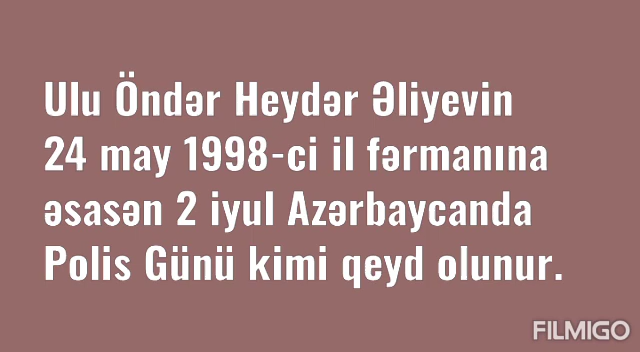 Ulu Öndər Heydər Əliyevin
24 may 1998-ci il fərmanına
əsasən 2 iyul Azərbaycanda
Polis Günü kimi qeyd olunur.
FILMIGO